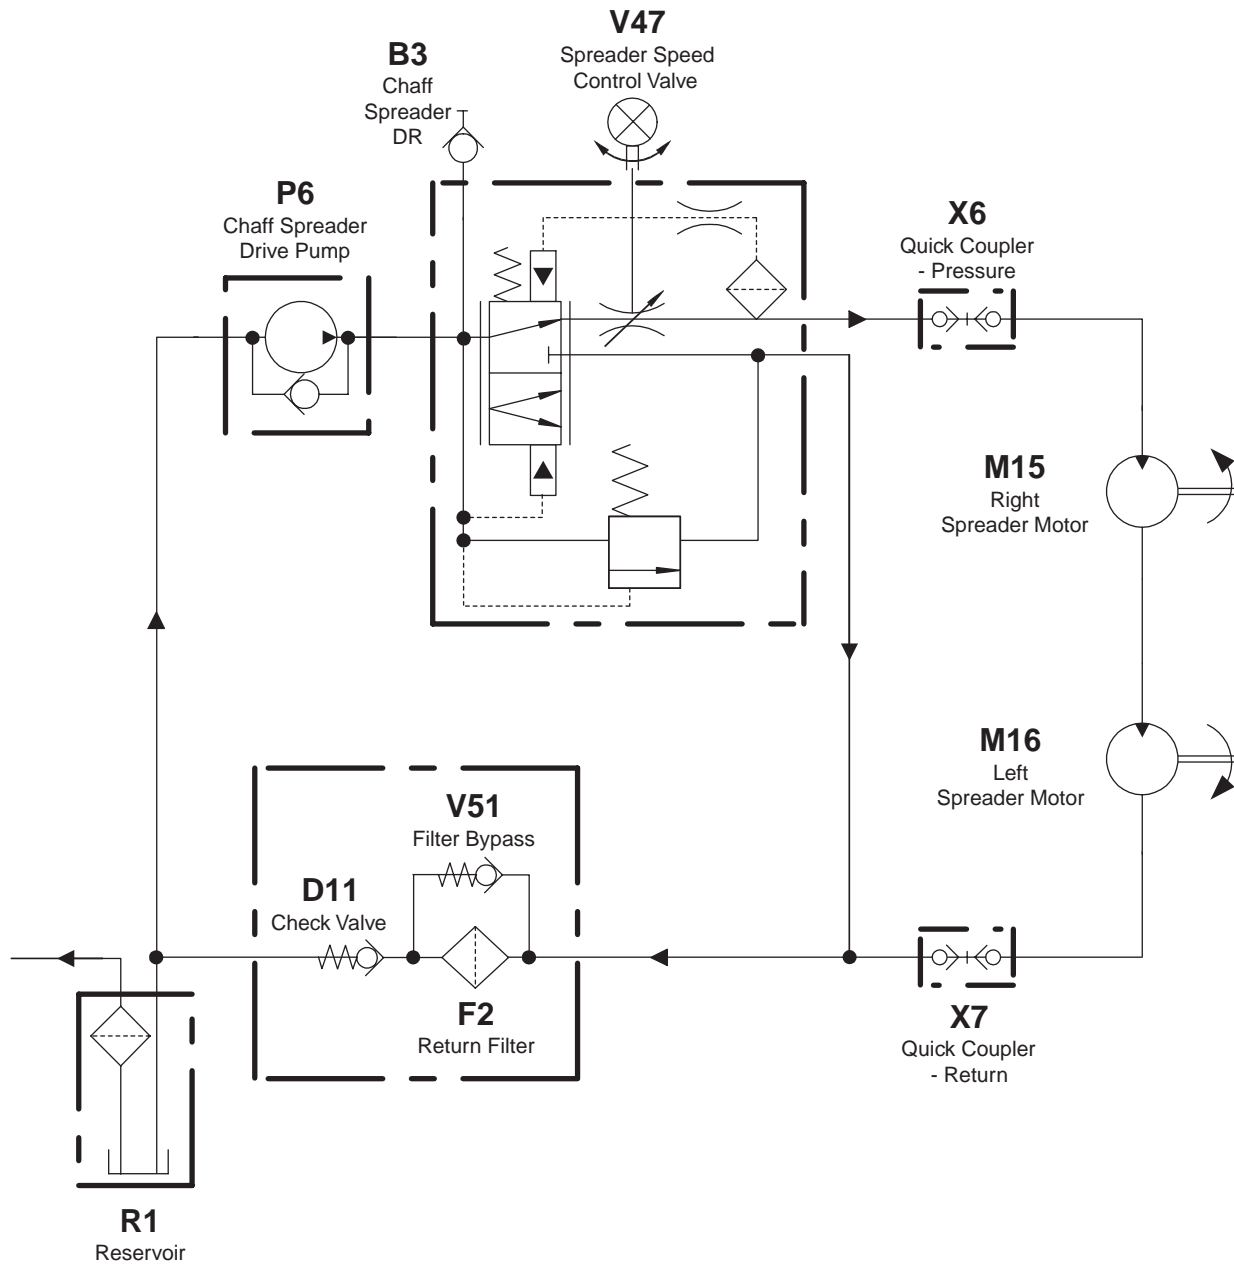 V47
Spreader Speed
Control Valve
B3
Chaff
Spreader
DR
P6
Chaff Spreader
Drive Pump
X6
Quick Coupler
- Pressure
M15
Right
Spreader Motor
M16
Left
Spreader Motor
V51
Filter Bypass
D11
Check Valve
F2
Return Filter
X7
Quick Coupler
- Return
R1
Reservoir